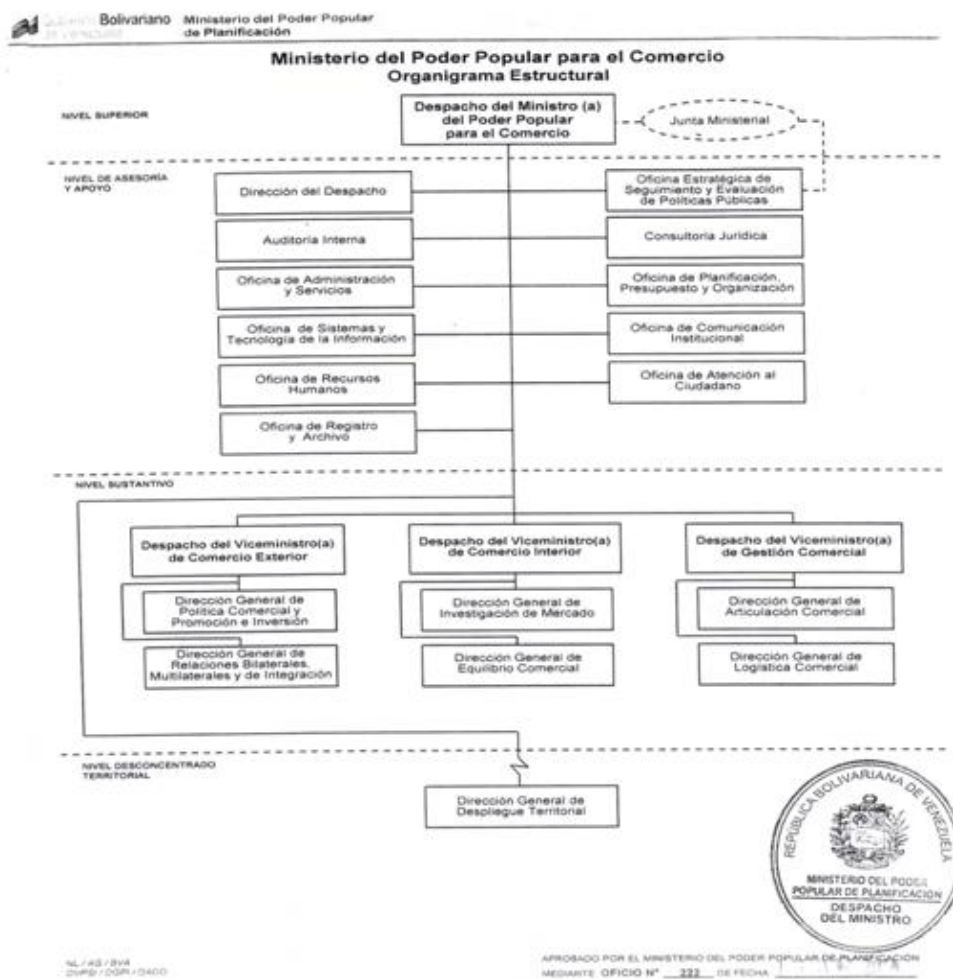 Bolivariano
Ministerio del Poder Popular
de Planificación
Ministerio del Poder Popular para el Comercio
Organigrama Estructural
NIVEL SUPERIOR
Despacho del Ministro (a)
del Poder Popular
para el Comercio
Junta Ministerial
NIVEL DE ASESORÍA
Y APOYO
Dirección del Despacho
Oficina Estratégica de
Seguimiento y Evaluación
de Políticas Públicas
Auditoría Interna
Consultoría Jurídica
Oficina de Administración
y Servicios
Oficina de Planificación,
Presupuesto y Organización
Oficina de Sistemas y
Tecnología de la Información
Oficina de Comunicación
Institucional
Oficina de Recursos
Humanos
Oficina de Atención al
Ciudadano
Oficina de Registro
y Archivo
NIVEL SUSTANTIVO
Despacho del Viceministro(a)
de Comercio Exterior
Despacho del Viceministro(a)
de Comercio Interior
Despacho del Viceministro(a)
de Gestión Comercial
Dirección General de
Política Comercial y
Promoción e Inversión
Dirección General de
Investigación de Mercado
Dirección General de
Articulación Comercial
Dirección General de
Relaciones Bilaterales,
Multilaterales y de Integración
Dirección General de
Equilibrio Comercial
Dirección General de
Logística Comercial
NIVEL DESCONCENTRADO
TERRITORIAL
Dirección General de
Despliegue Territorial
REPÚBLICA BOLIVARIANA DE VENEZUELA
MINISTERIO DEL PODER
POPULAR DE PLANIFICACIÓN
DESPACHO
DEL MINISTRO
APROBADO POR EL MINISTERIO DEL PODER POPULAR DE PLANIFICACIÓN
MEDIANTE OFICIO N° 222 DE FECHA